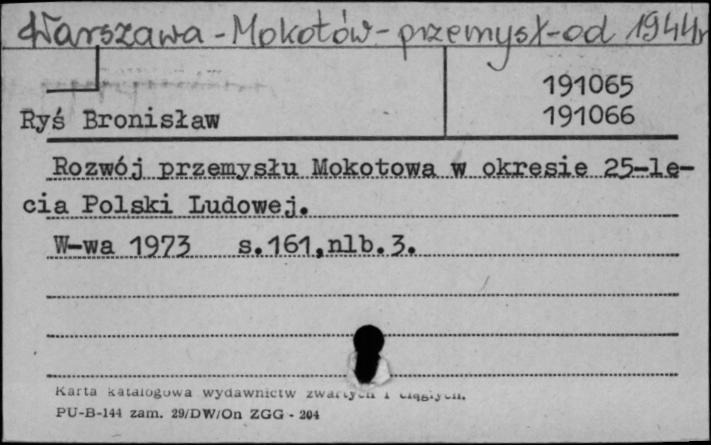 Warszawa - Mokotów - przemysł - od 1944r
191065
Ryś Bronisław 191066
Rozwój przemysłu Mokotowa w okresie 25-le-
cia Polski Ludowej.
W-wa 1973 s.161,nlb.3.
Karta katalogowa wydawnictw zwartych i ciągłych.
PU-B-144 zam. 29/DW/On ZGG - 204